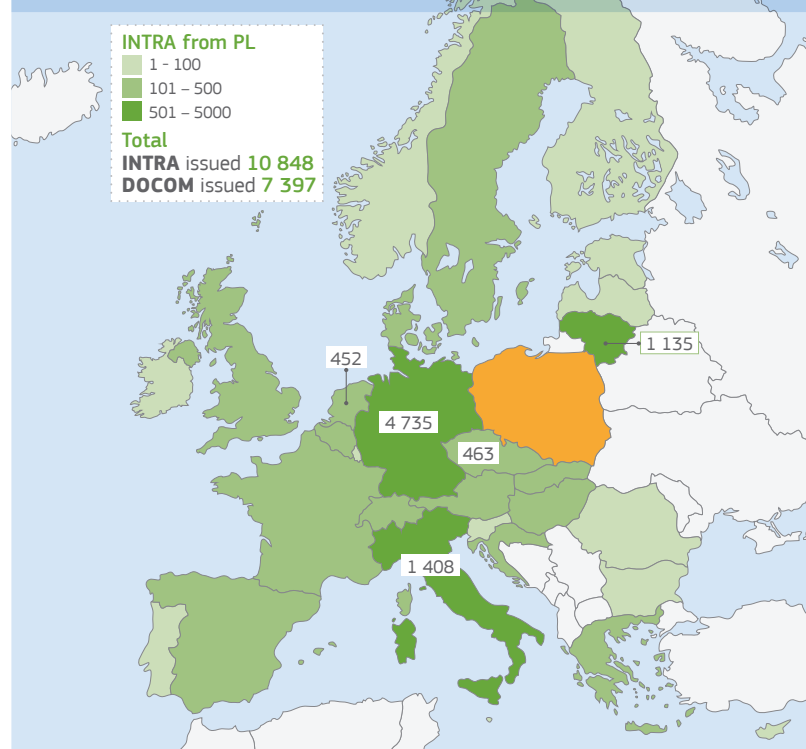 INTRA from PL
1 - 100
101 – 500
501 – 5000
Total
INTRA issued 10 848
DOCOM issued 7 397
452
1 135
4 735
463
1 408